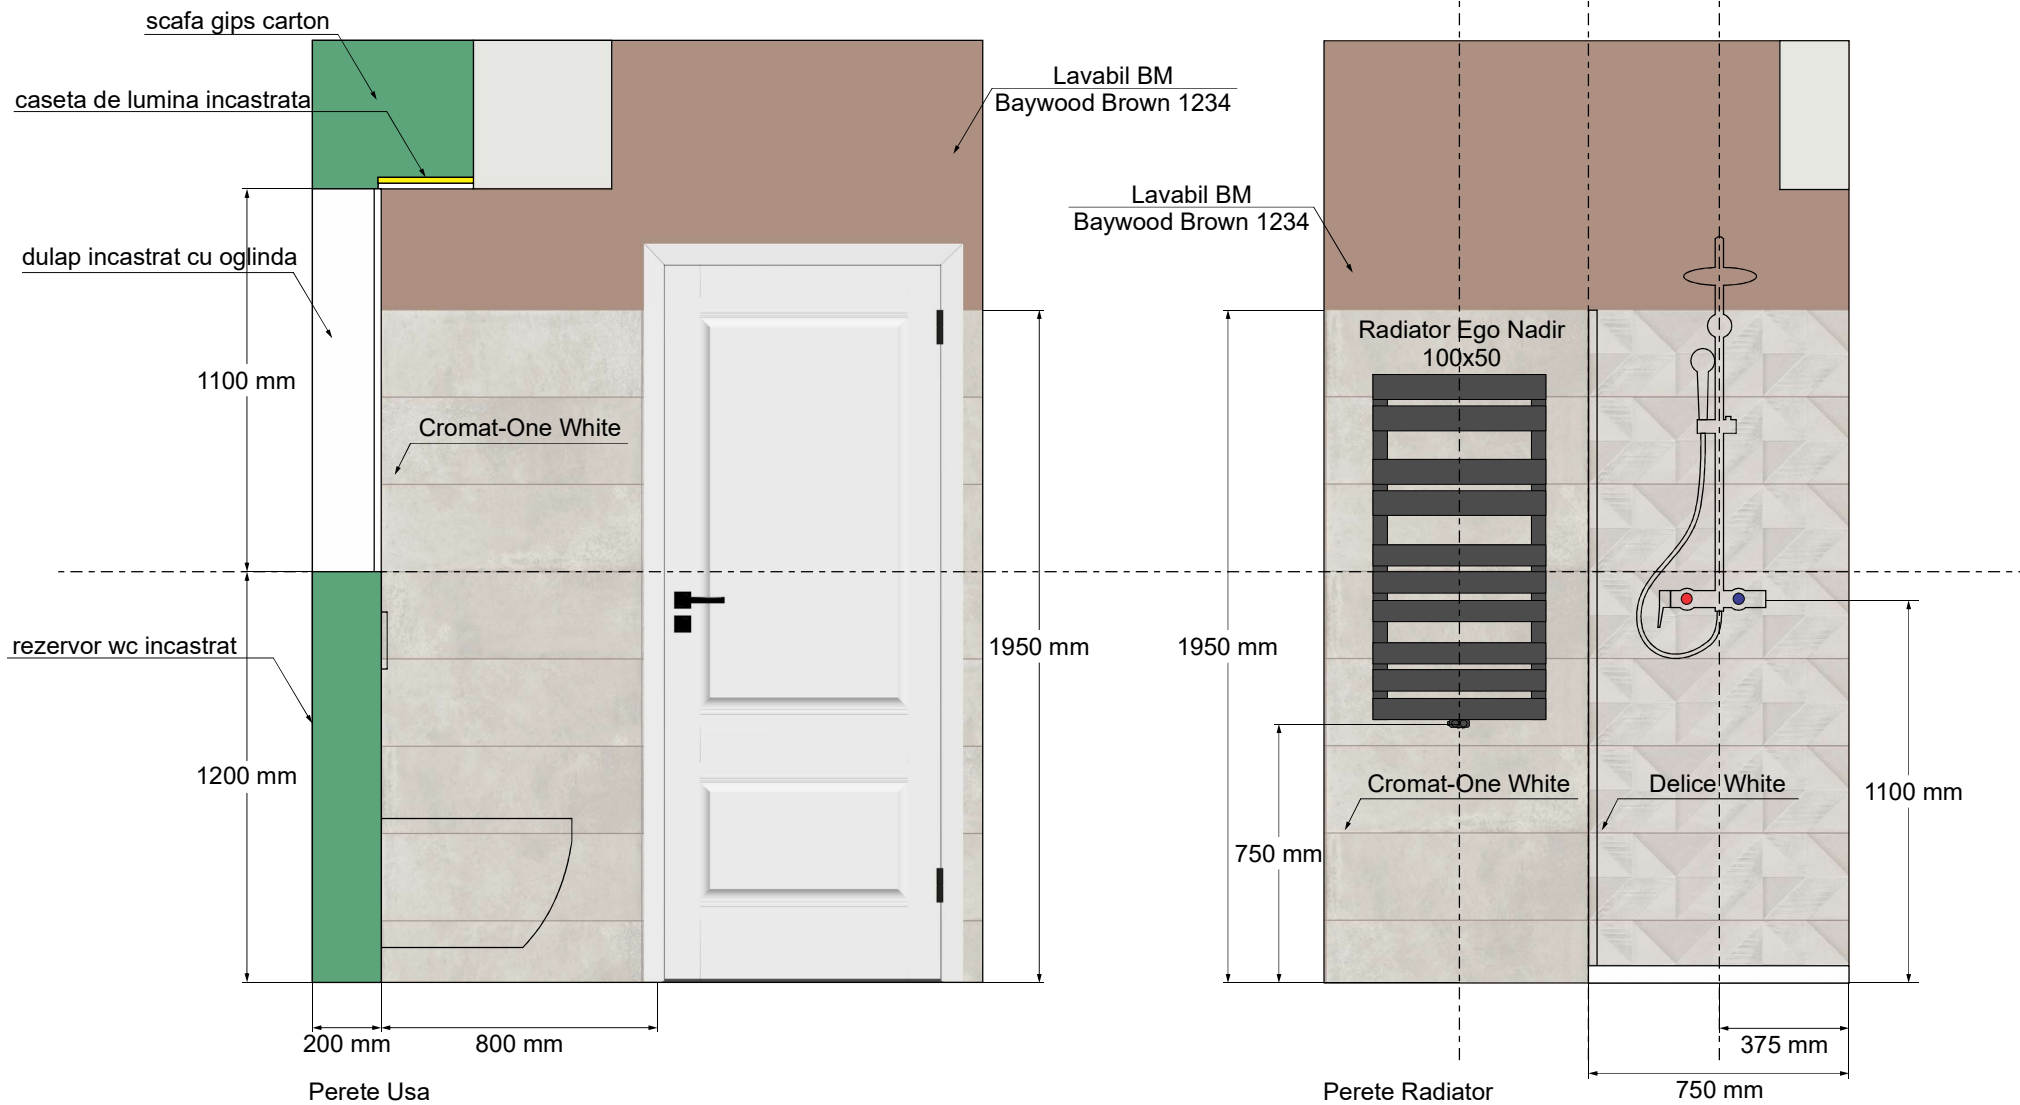 scafa gips carton
caseta de lumina incastrata
dulap incastrat cu oglinda
1100 mm
rezervor wc incastrat
1200 mm
Cromat-One White
Lavabil BM
Baywood Brown 1234
1950 mm
200 mm
800 mm
Perete Usa
Lavabil BM
Baywood Brown 1234
Radiator Ego Nadir
100x50
1950 mm
Cromat-One White
Delice White
750 mm
1100 mm
375 mm
750 mm
Perete Radiator